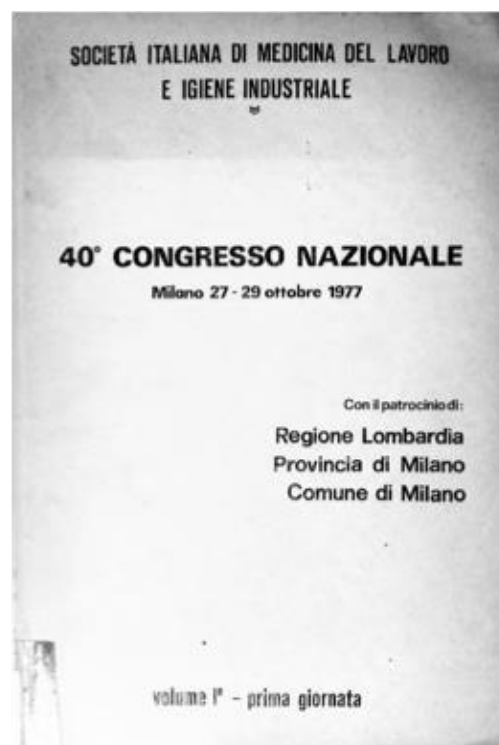 SOCIETÀ ITALIANA DI MEDICINA DEL LAVORO
E IGIENE INDUSTRIALE
40° CONGRESSO NAZIONALE
Milano 27 - 29 ottobre 1977
Con il patrocinio di:
Regione Lombardia
Provincia di Milano
Comune di Milano
volume I° - prima giornata